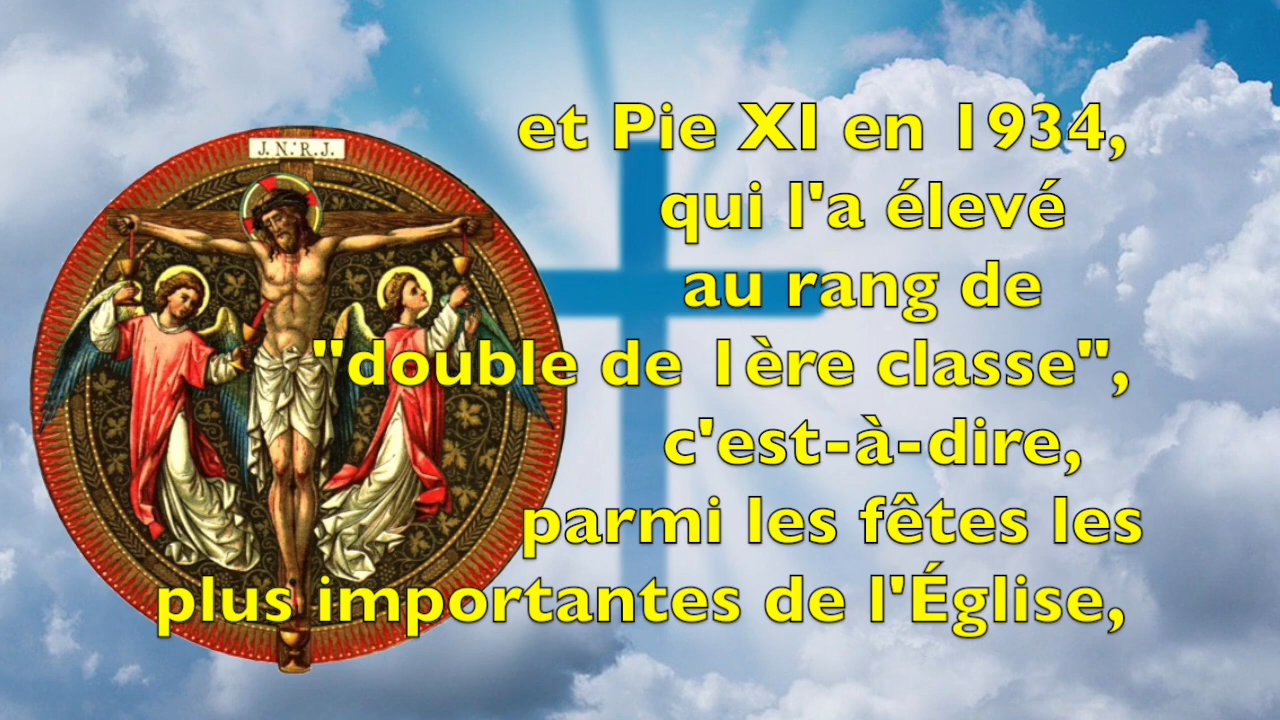 J.N.R.J.
et Pie XI en 1934,
qui l'a élevé
au rang de
"double de 1ère classe",
c'est-à-dire,
parmi les fêtes les
plus importantes de l'Église,